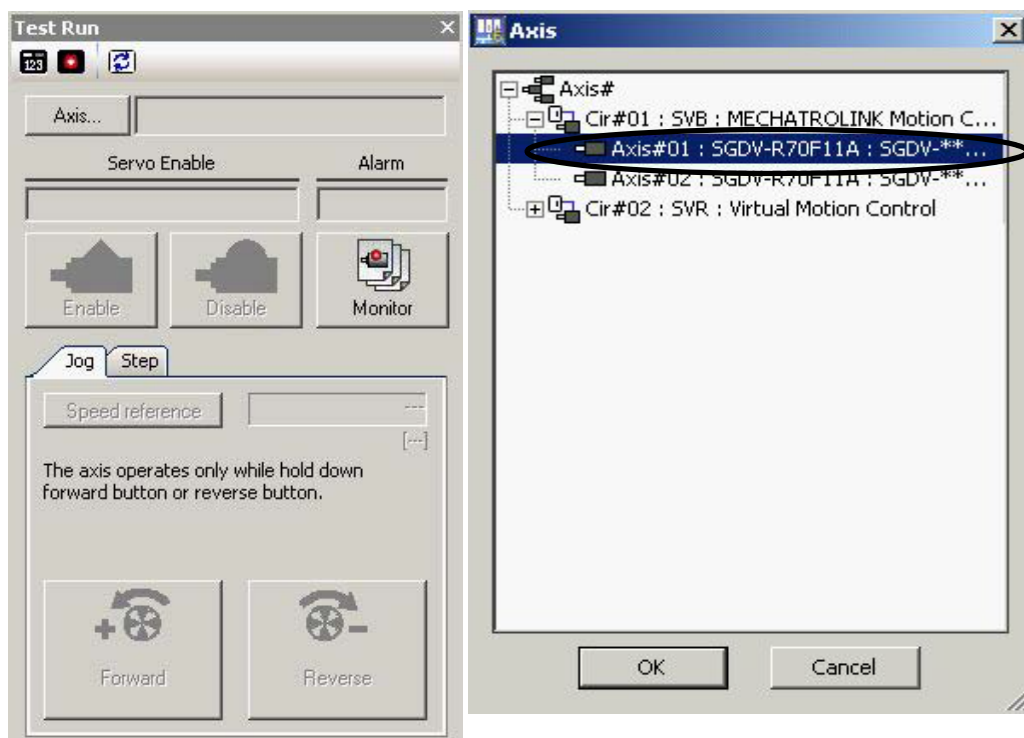 Test Run
123
Axis...
Servo Enable
Alarm
Enable
Disable
Monitor
Jog
Step
Speed reference
---
[---]
The axis operates only while hold down
forward button or reverse button.
Forward
Reverse
Axis
Axis#
Cir#01 : SVB : MECHATROLINK Motion C...
Axis#01 : SGDV-R70F11A : SGDV-**...
Axis#02 : SGDV-R70F11A : SGDV-**...
Cir#02 : SVR : Virtual Motion Control
OK
Cancel